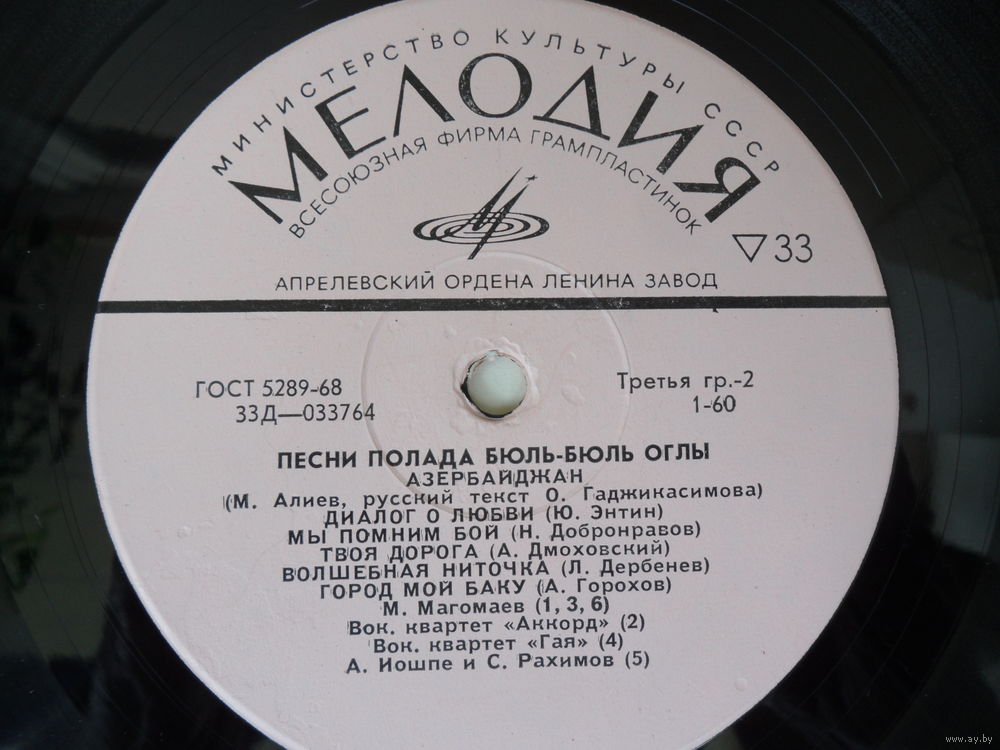 МИНИСТЕРСТВО КУЛЬТУРЫ СССР
МЕЛОДИЯ
ВСЕСОЮЗНАЯ ФИРМА ГРАМПЛАСТИНОК
▽33
АПРЕЛЕВСКИЙ ОРДЕНА ЛЕНИНА ЗАВОД
ГОСТ 5289-68
33Д—033764
Третья гр.-2
1-60
ПЕСНИ ПОЛАДА БЮЛЬ-БЮЛЬ ОГЛЫ
АЗЕРБАЙДЖАН
(М. Алиев, русский текст О. Гаджикасимова)
ДИАЛОГ О ЛЮБВИ (Ю. Энтин)
МЫ ПОМНИМ БОЙ (Н. Добронравов)
ТВОЯ ДОРОГА (А. Дмоховский)
ВОЛШЕБНАЯ НИТОЧКА (Л. Дербенев)
ГОРОД МОЙ БАКУ (А. Горохов)
М. Магомаев (1, 3, 6)
Вок. квартет «Аккорд» (2)
Вок. квартет «Гая» (4)
А. Иошпе и С. Рахимов (5)
www.ay.by